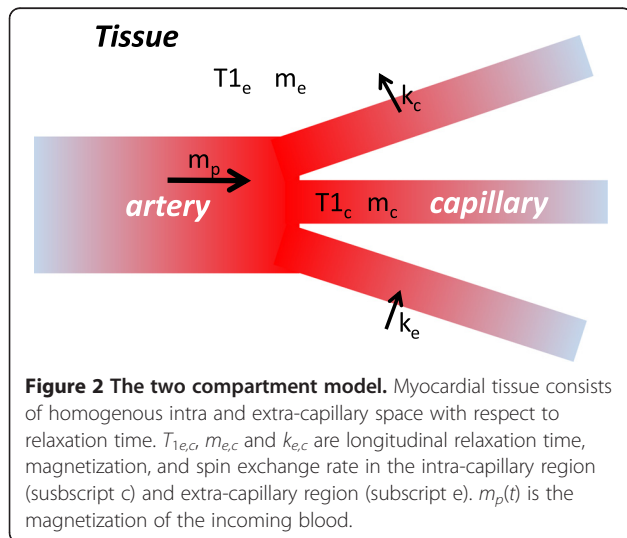 Tissue
T1e me
kc
mp
artery
T1c mc capillary
ke
Figure 2 The two compartment model. Myocardial tissue consists
of homogenous intra and extra-capillary space with respect to
relaxation time. T1e,c, me,c and ke,c are longitudinal relaxation time,
magnetization, and spin exchange rate in the intra-capillary region
(susbscript c) and extra-capillary region (subscript e). mp(t) is the
magnetization of the incoming blood.